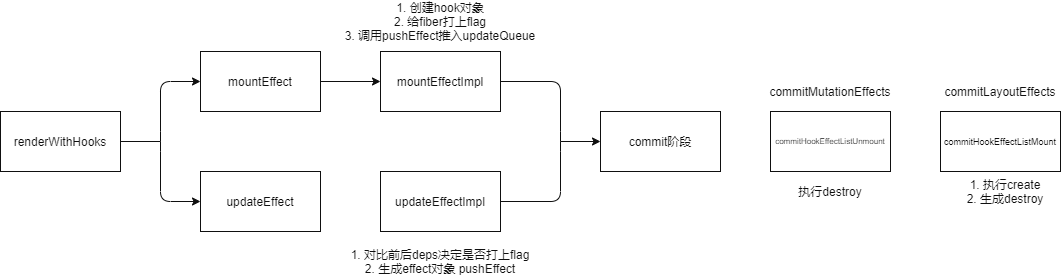 1. 创建hook对象
2. 给fiber打上flag
3. 调用pushEffect推入updateQueue
mountEffect
mountEffectImpl
commitMutationEffects
commitLayoutEffects
renderWithHooks
commit阶段
commitHookEffectListUnmount
commitHookEffectListMount
updateEffect
updateEffectImpl
执行destroy
1. 执行create
2. 生成destroy
1. 对比前后deps决定是否打上flag
2. 生成effect对象 pushEffect